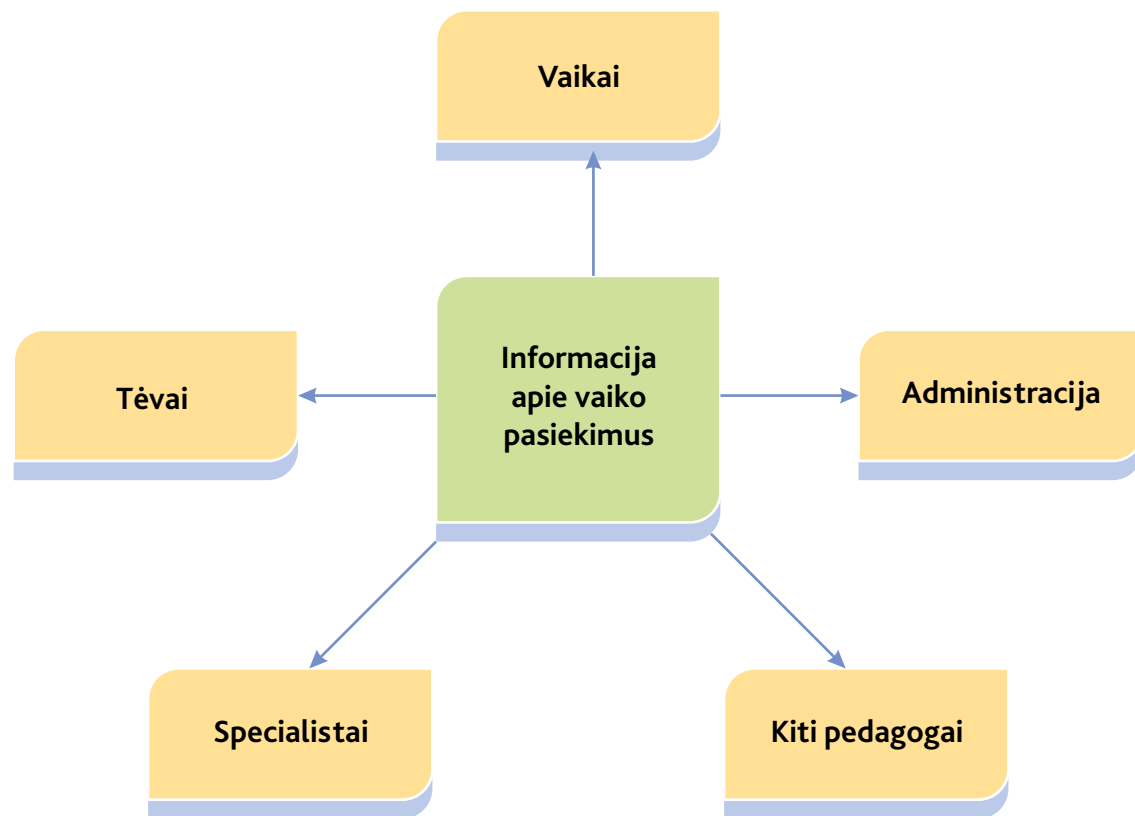 Vaikai
Tėvai
Informacija
apie vaiko
pasiekimus
Administracija
Specialistai
Kiti pedagogai